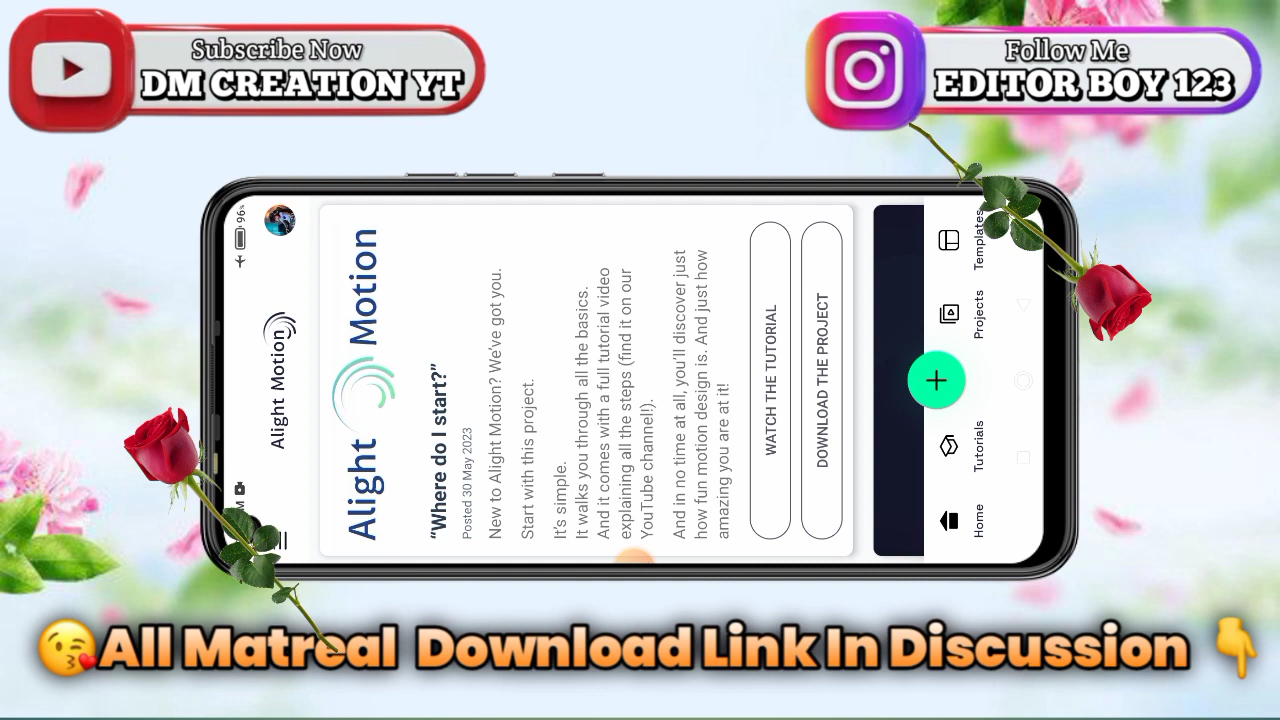 Subscribe Now
DM CREATION YT
Follow Me
EDITOR BOY 123
96%
Alight Motion
Alight Motion
“Where do I start?”
Posted 30 May 2023
New to Alight Motion? We've got you.
Start with this project.
It's simple.
It walks you through all the basics.
And it comes with a full tutorial video
explaining all the steps (find it on our
YouTube channel!).
And in no time at all, you'll discover just
how fun motion design is. And just how
amazing you are at it!
WATCH THE TUTORIAL
DOWNLOAD THE PROJECT
Home
Tutorials
Projects
Templates
All Matreal Download Link In Discussion